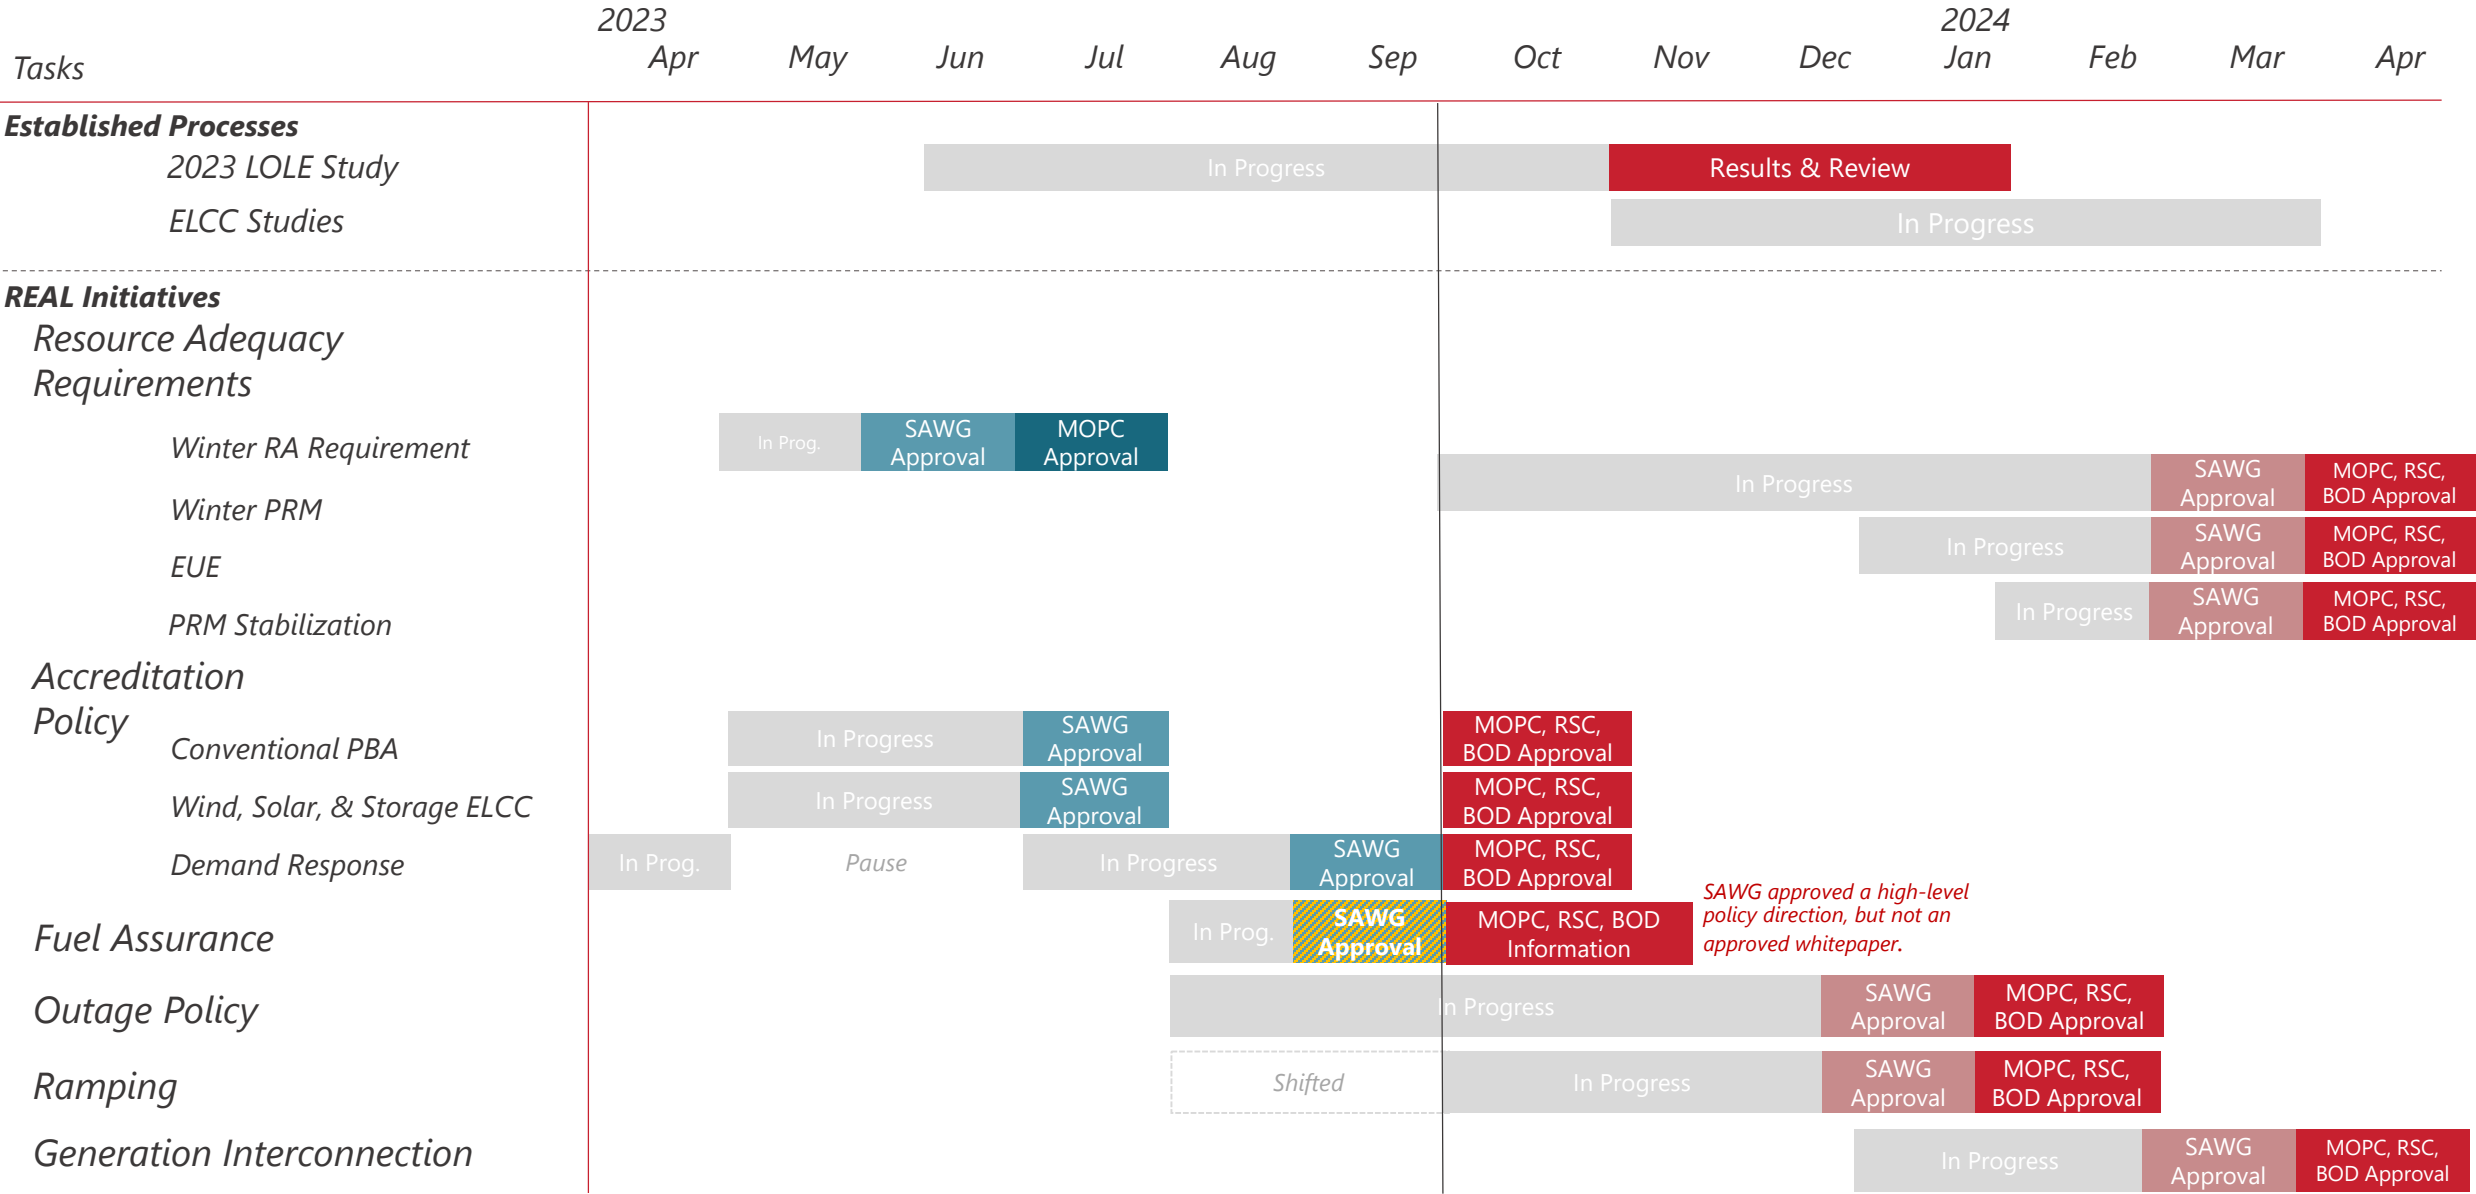 2023
2024
Tasks
Apr May Jun Jul Aug Sep Oct Nov Dec Jan Feb Mar Apr
Established Processes
2023 LOLE Study
In Progress
Results & Review
ELCC Studies
In Progress
REAL Initiatives
Resource Adequacy
Requirements
Winter RA Requirement
In Prog.
SAWG
Approval
MOPC
Approval
Winter PRM
In Progress
SAWG
Approval
MOPC, RSC,
BOD Approval
EUE
In Progress
SAWG
Approval
MOPC, RSC,
BOD Approval
PRM Stabilization
In Progress
SAWG
Approval
MOPC, RSC,
BOD Approval
Accreditation
Policy
Conventional PBA
In Progress
SAWG
Approval
MOPC, RSC,
BOD Approval
Wind, Solar, & Storage ELCC
In Progress
SAWG
Approval
MOPC, RSC,
BOD Approval
Demand Response
In Prog.
Pause
In Progress
SAWG
Approval
MOPC, RSC,
BOD Approval
Fuel Assurance
In Prog.
SAWG
Approval
MOPC, RSC, BOD
Information
SAWG approved a high-level
policy direction, but not an
approved whitepaper.
Outage Policy
In Progress
SAWG
Approval
MOPC, RSC,
BOD Approval
Ramping
Shifted
In Progress
SAWG
Approval
MOPC, RSC,
BOD Approval
Generation Interconnection
In Progress
SAWG
Approval
MOPC, RSC,
BOD Approval